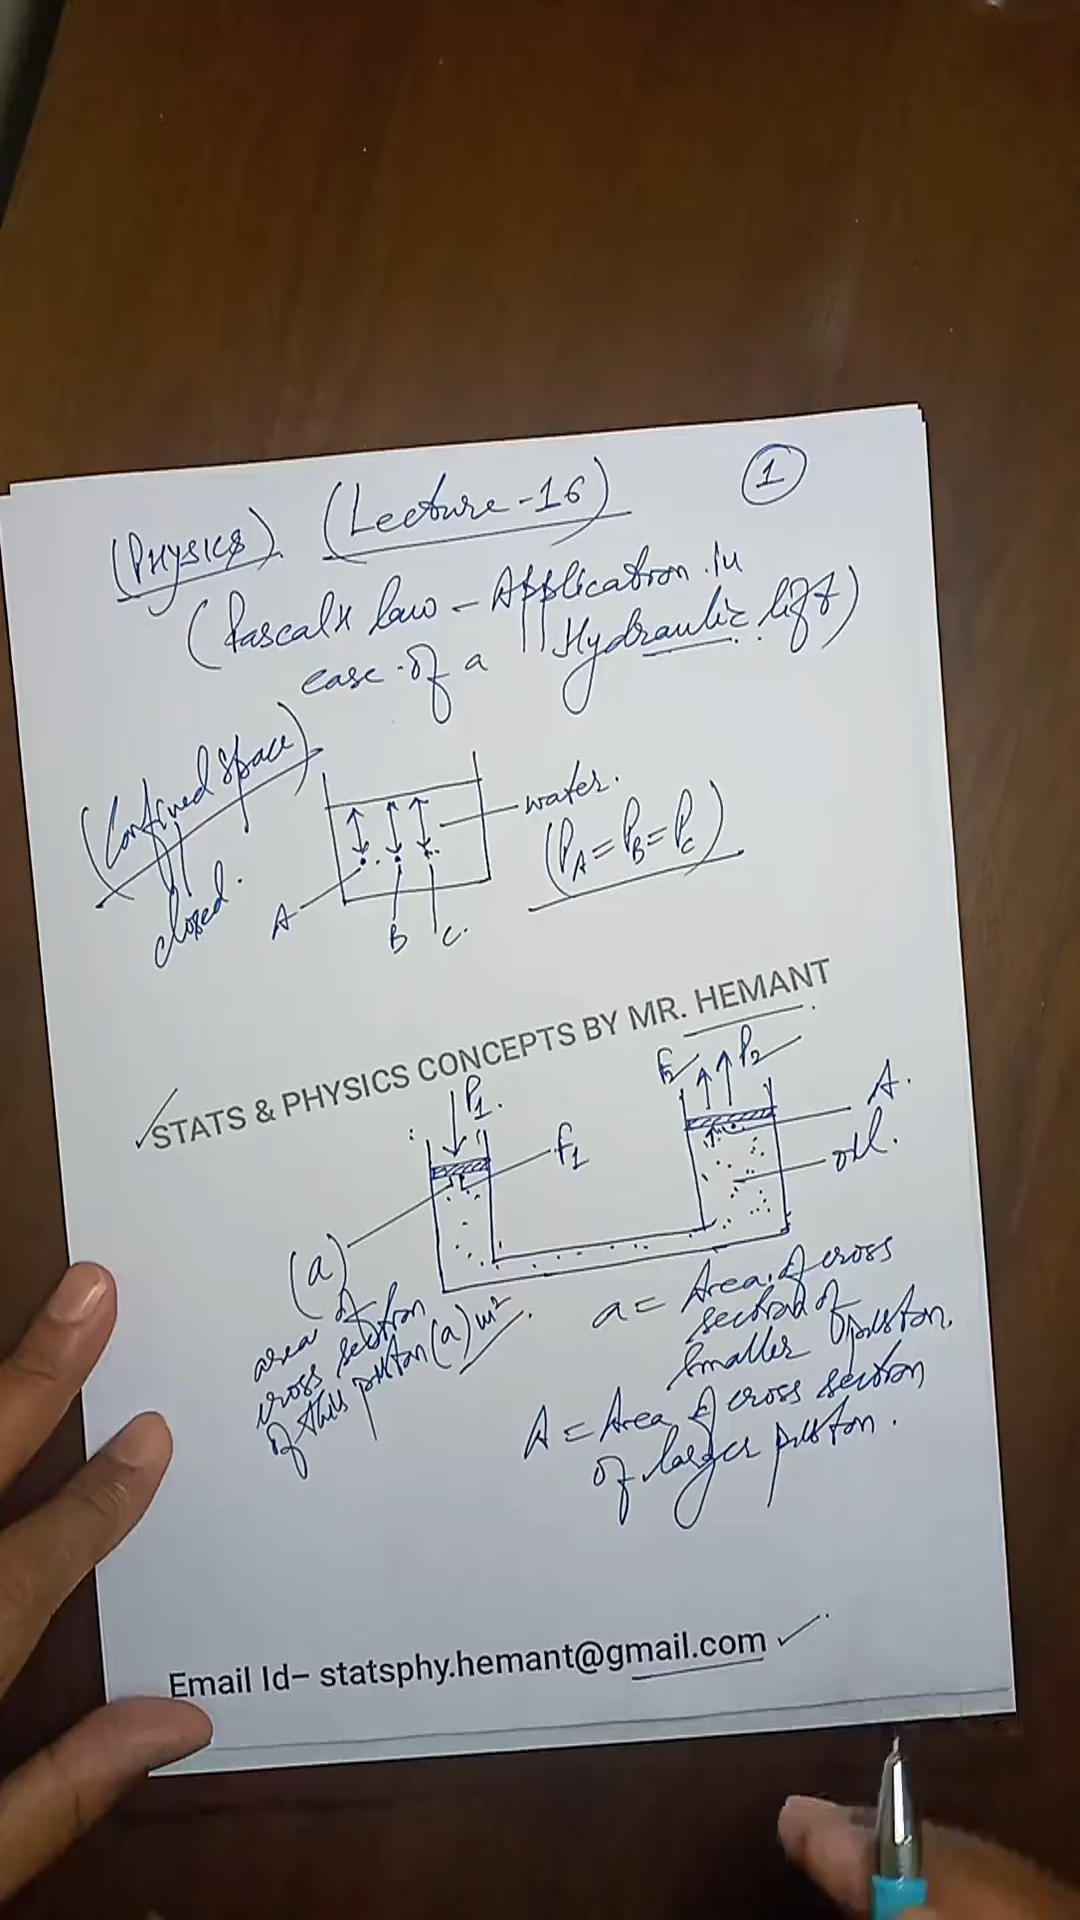 (Physics) (Lecture-16) 1
(Pascal's law - Application in
case of a Hydraulic lift)
(Confined space)
closed.
water.
(PA = PB = PC)
A
B
C.
STATS & PHYSICS CONCEPTS BY MR. HEMANT
P1.
F1
F2
P2
A.
oil.
(a)
area of
cross section
of this piston (a) m²
a = Area of cross
section of
smaller piston.
A = Area of cross section
of larger piston.
Email Id– statsphy.hemant@gmail.com